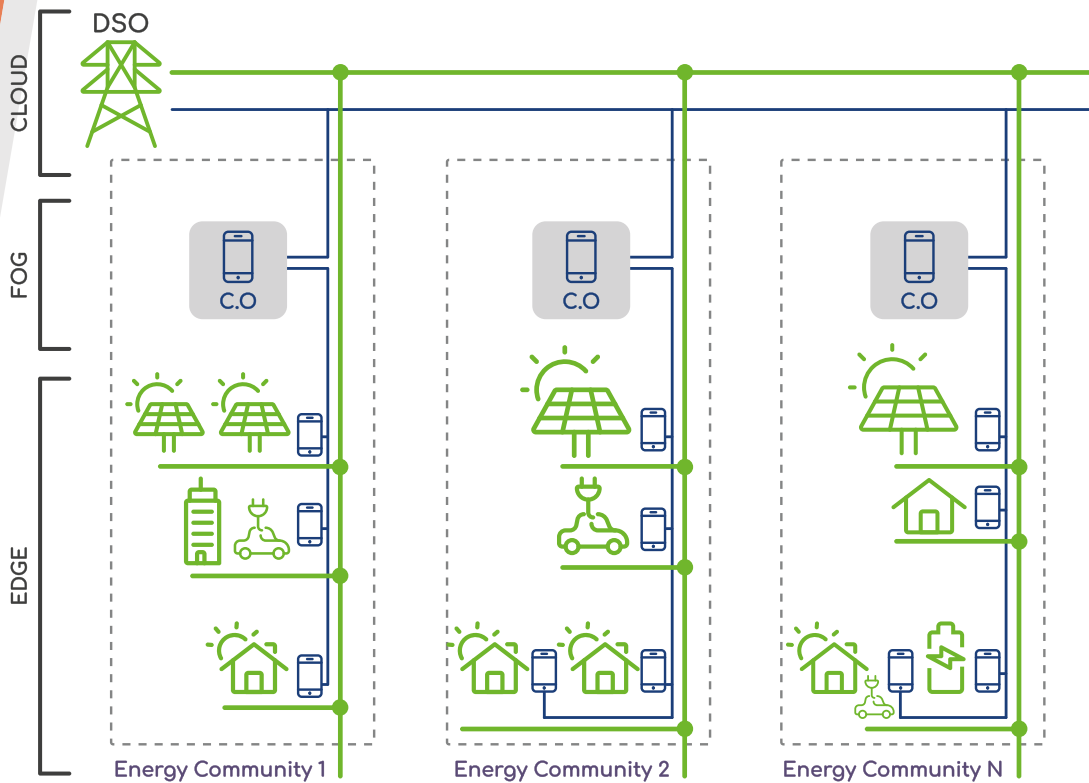 DSO
CLOUD
FOG
C.O
C.O
C.O
EDGE
Energy Community 1
Energy Community 2
Energy Community N